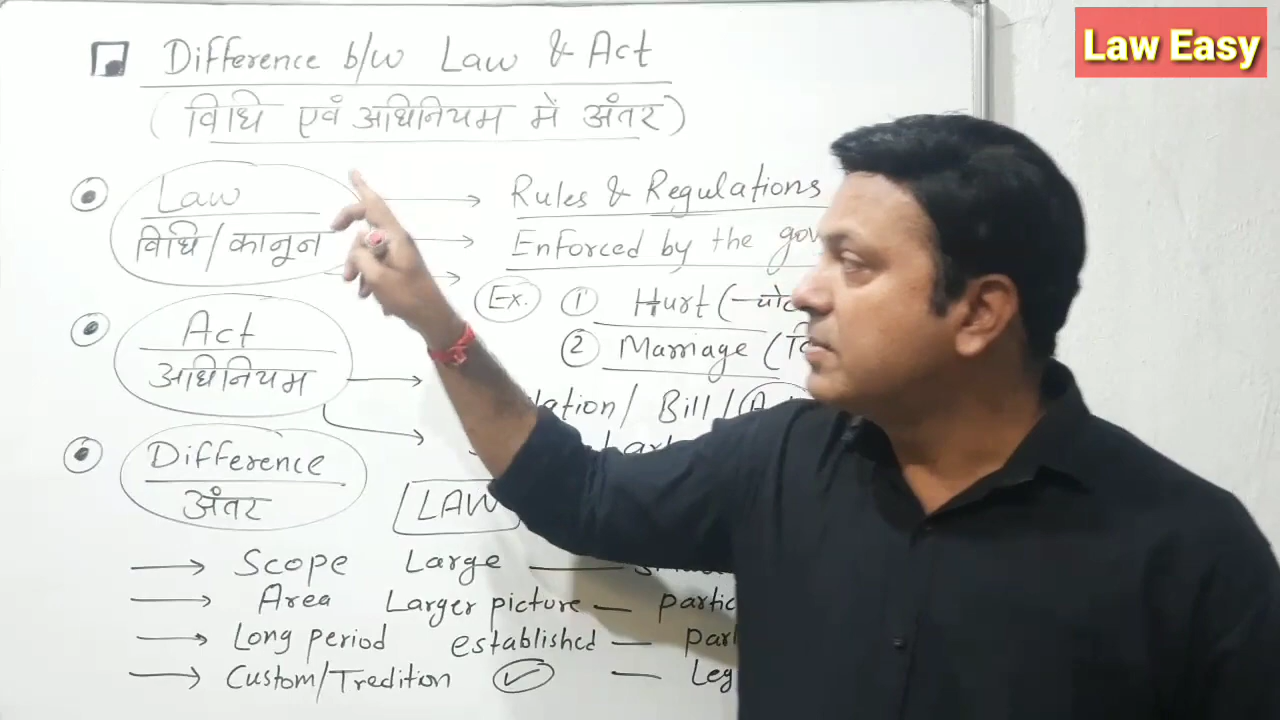 Law Easy
Difference b/w Law & Act
(विधि एवं अधिनियम में अंतर)
Law
विधि/कानून
Rules & Regulations
Enforced by the gov
Ex. ① Hurt (चोट
② Marriage (
Act
अधिनियम
lation/ Bill/
Difference
अंतर
LAW
Scope Large
Area Larger picture — partic
Long period established — part
Custom/Tredition ✓ — Leg